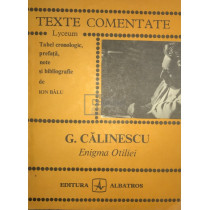 TEXTE COMENTATE
Lyceum
Tabel cronologic,
prefață,
note
și bibliografie
de
ION BĂLU
G. CĂLINESCU
Enigma Otiliei
EDITURA ALBATROS